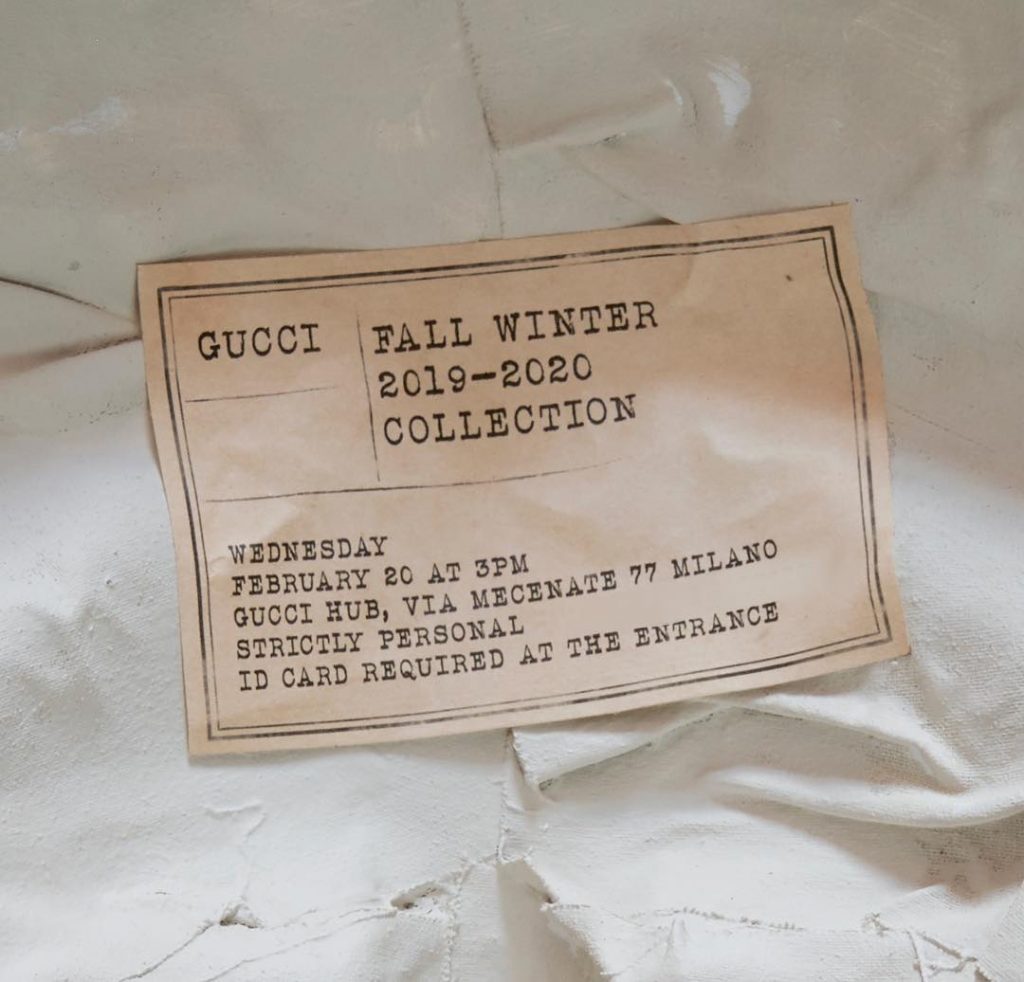 GUCCI
FALL WINTER
2019-2020
COLLECTION
WEDNESDAY
FEBRUARY 20 AT 3PM
GUCCI HUB, VIA MECENATE 77 MILANO
STRICTLY PERSONAL
ID CARD REQUIRED AT THE ENTRANCE